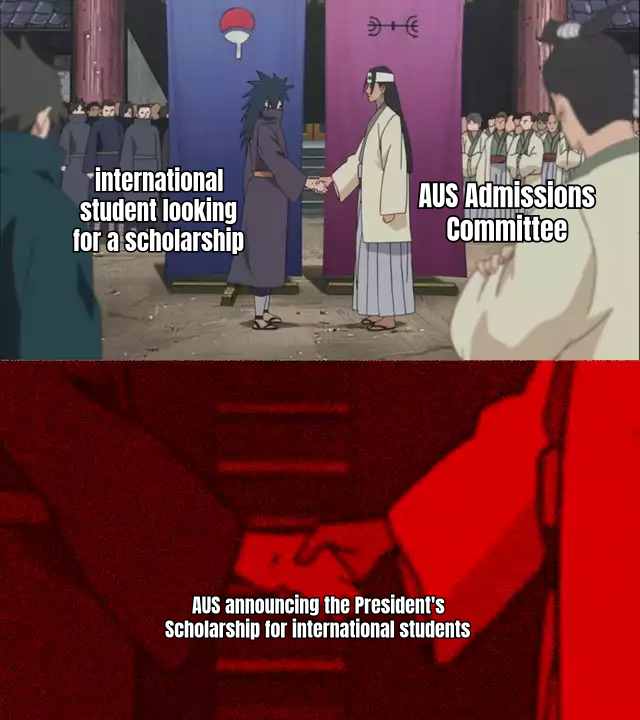 international
student looking
for a scholarship
AUS Admissions
Committee
AUS announcing the President's
Scholarship for international students